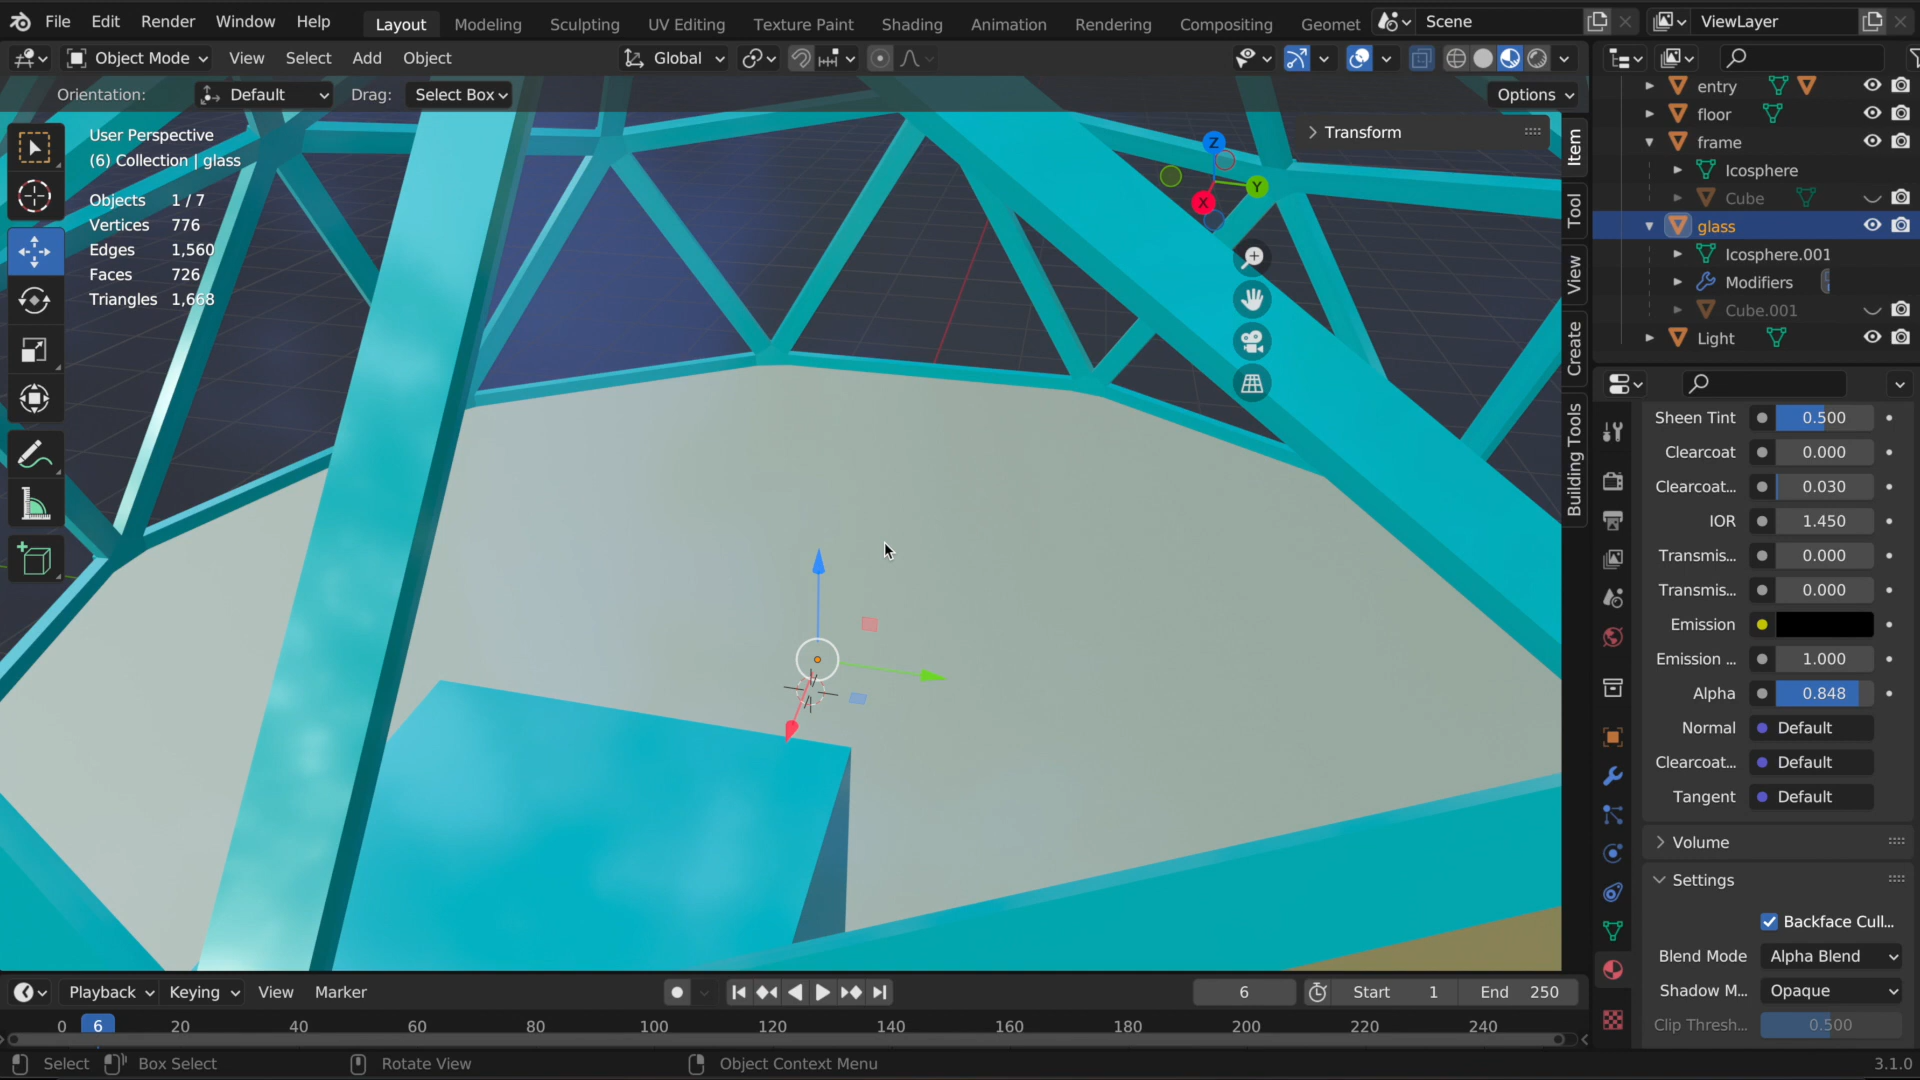 File Edit Render Window Help Layout Modeling Sculpting UV Editing Texture Paint Shading Animation Rendering Compositing Geomet Scene ViewLayer
Object Mode View Select Add Object Global
Orientation: Default Drag: Select Box Options
User Perspective
(6) Collection | glass
Objects 1 / 7
Vertices 776
Edges 1,560
Faces 726
Triangles 1,668
Transform
Z
Y
X
Item
Tool
View
Create
Building Tools
entry
floor
frame
Icosphere
Cube
glass
Icosphere.001
Modifiers
Cube.001
Light
Sheen Tint 0.500
Clearcoat 0.000
Clearcoat... 0.030
IOR 1.450
Transmis... 0.000
Transmis... 0.000
Emission
Emission ... 1.000
Alpha 0.848
Normal Default
Clearcoat... Default
Tangent Default
Volume
Settings
Backface Cull...
Blend Mode Alpha Blend
Shadow M... Opaque
Clip Thresh... 0.500
Playback Keying View Marker 6 Start 1 End 250
0 6 20 40 60 80 100 120 140 160 180 200 220 240
Select Box Select Rotate View Object Context Menu 3.1.0